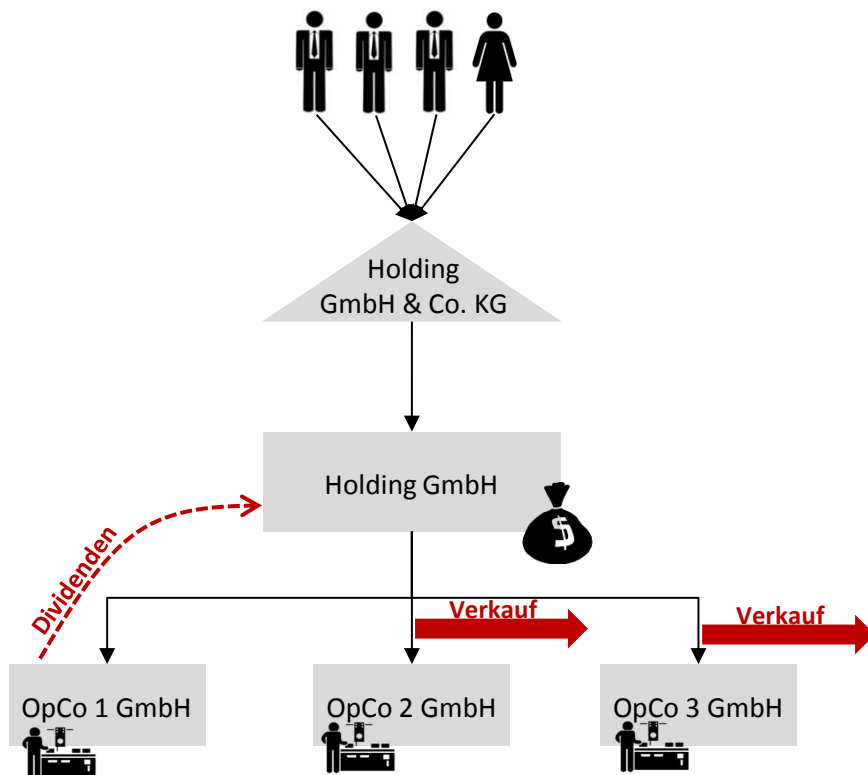 Holding
GmbH & Co. KG
Holding GmbH
$
Dividenden
Verkauf
Verkauf
OpCo 1 GmbH
OpCo 2 GmbH
OpCo 3 GmbH